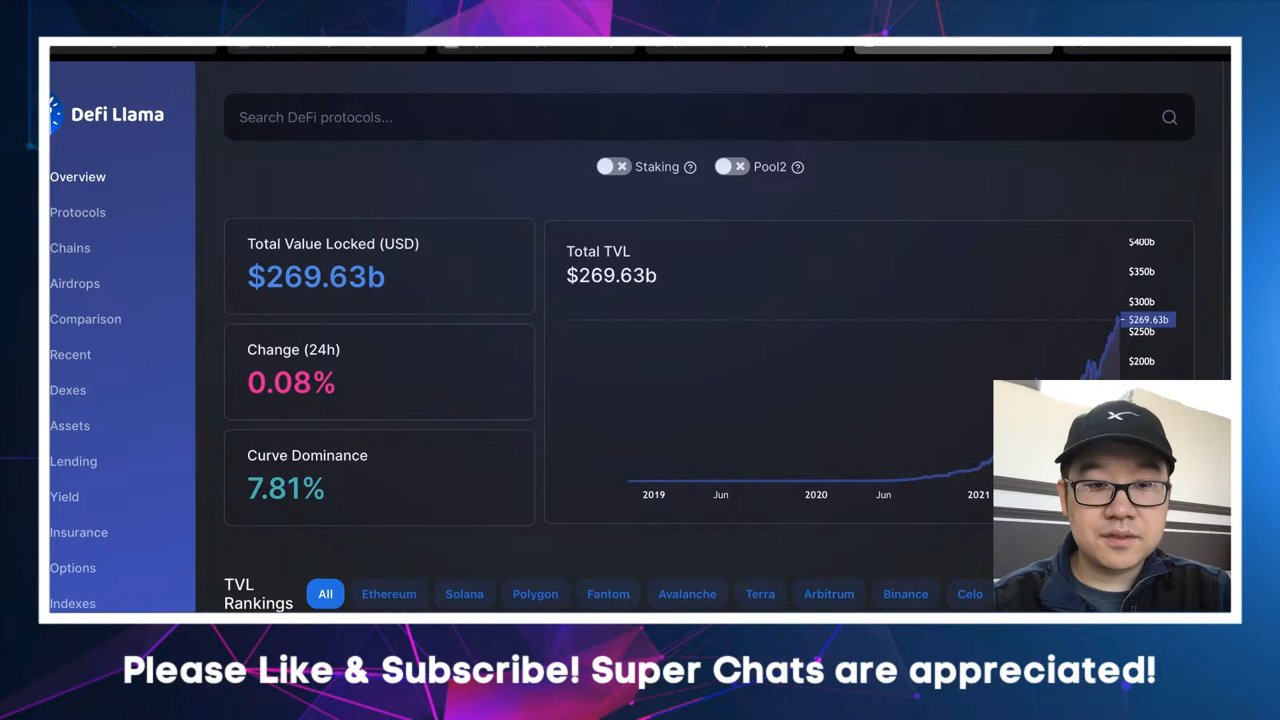 Defi Llama
Overview
Protocols
Chains
Airdrops
Comparison
Recent
Dexes
Assets
Lending
Yield
Insurance
Options
Indexes
Search DeFi protocols...
Staking
Pool2
Total Value Locked (USD)
$269.63b
Change (24h)
0.08%
Curve Dominance
7.81%
Total TVL
$269.63b
$400b
$350b
$300b
$269.63b
$250b
$200b
2019 Jun 2020 Jun 2021
TVL
Rankings
All Ethereum Solana Polygon Fantom Avalanche Terra Arbitrum Binance Celo
Please Like & Subscribe! Super Chats are appreciated!